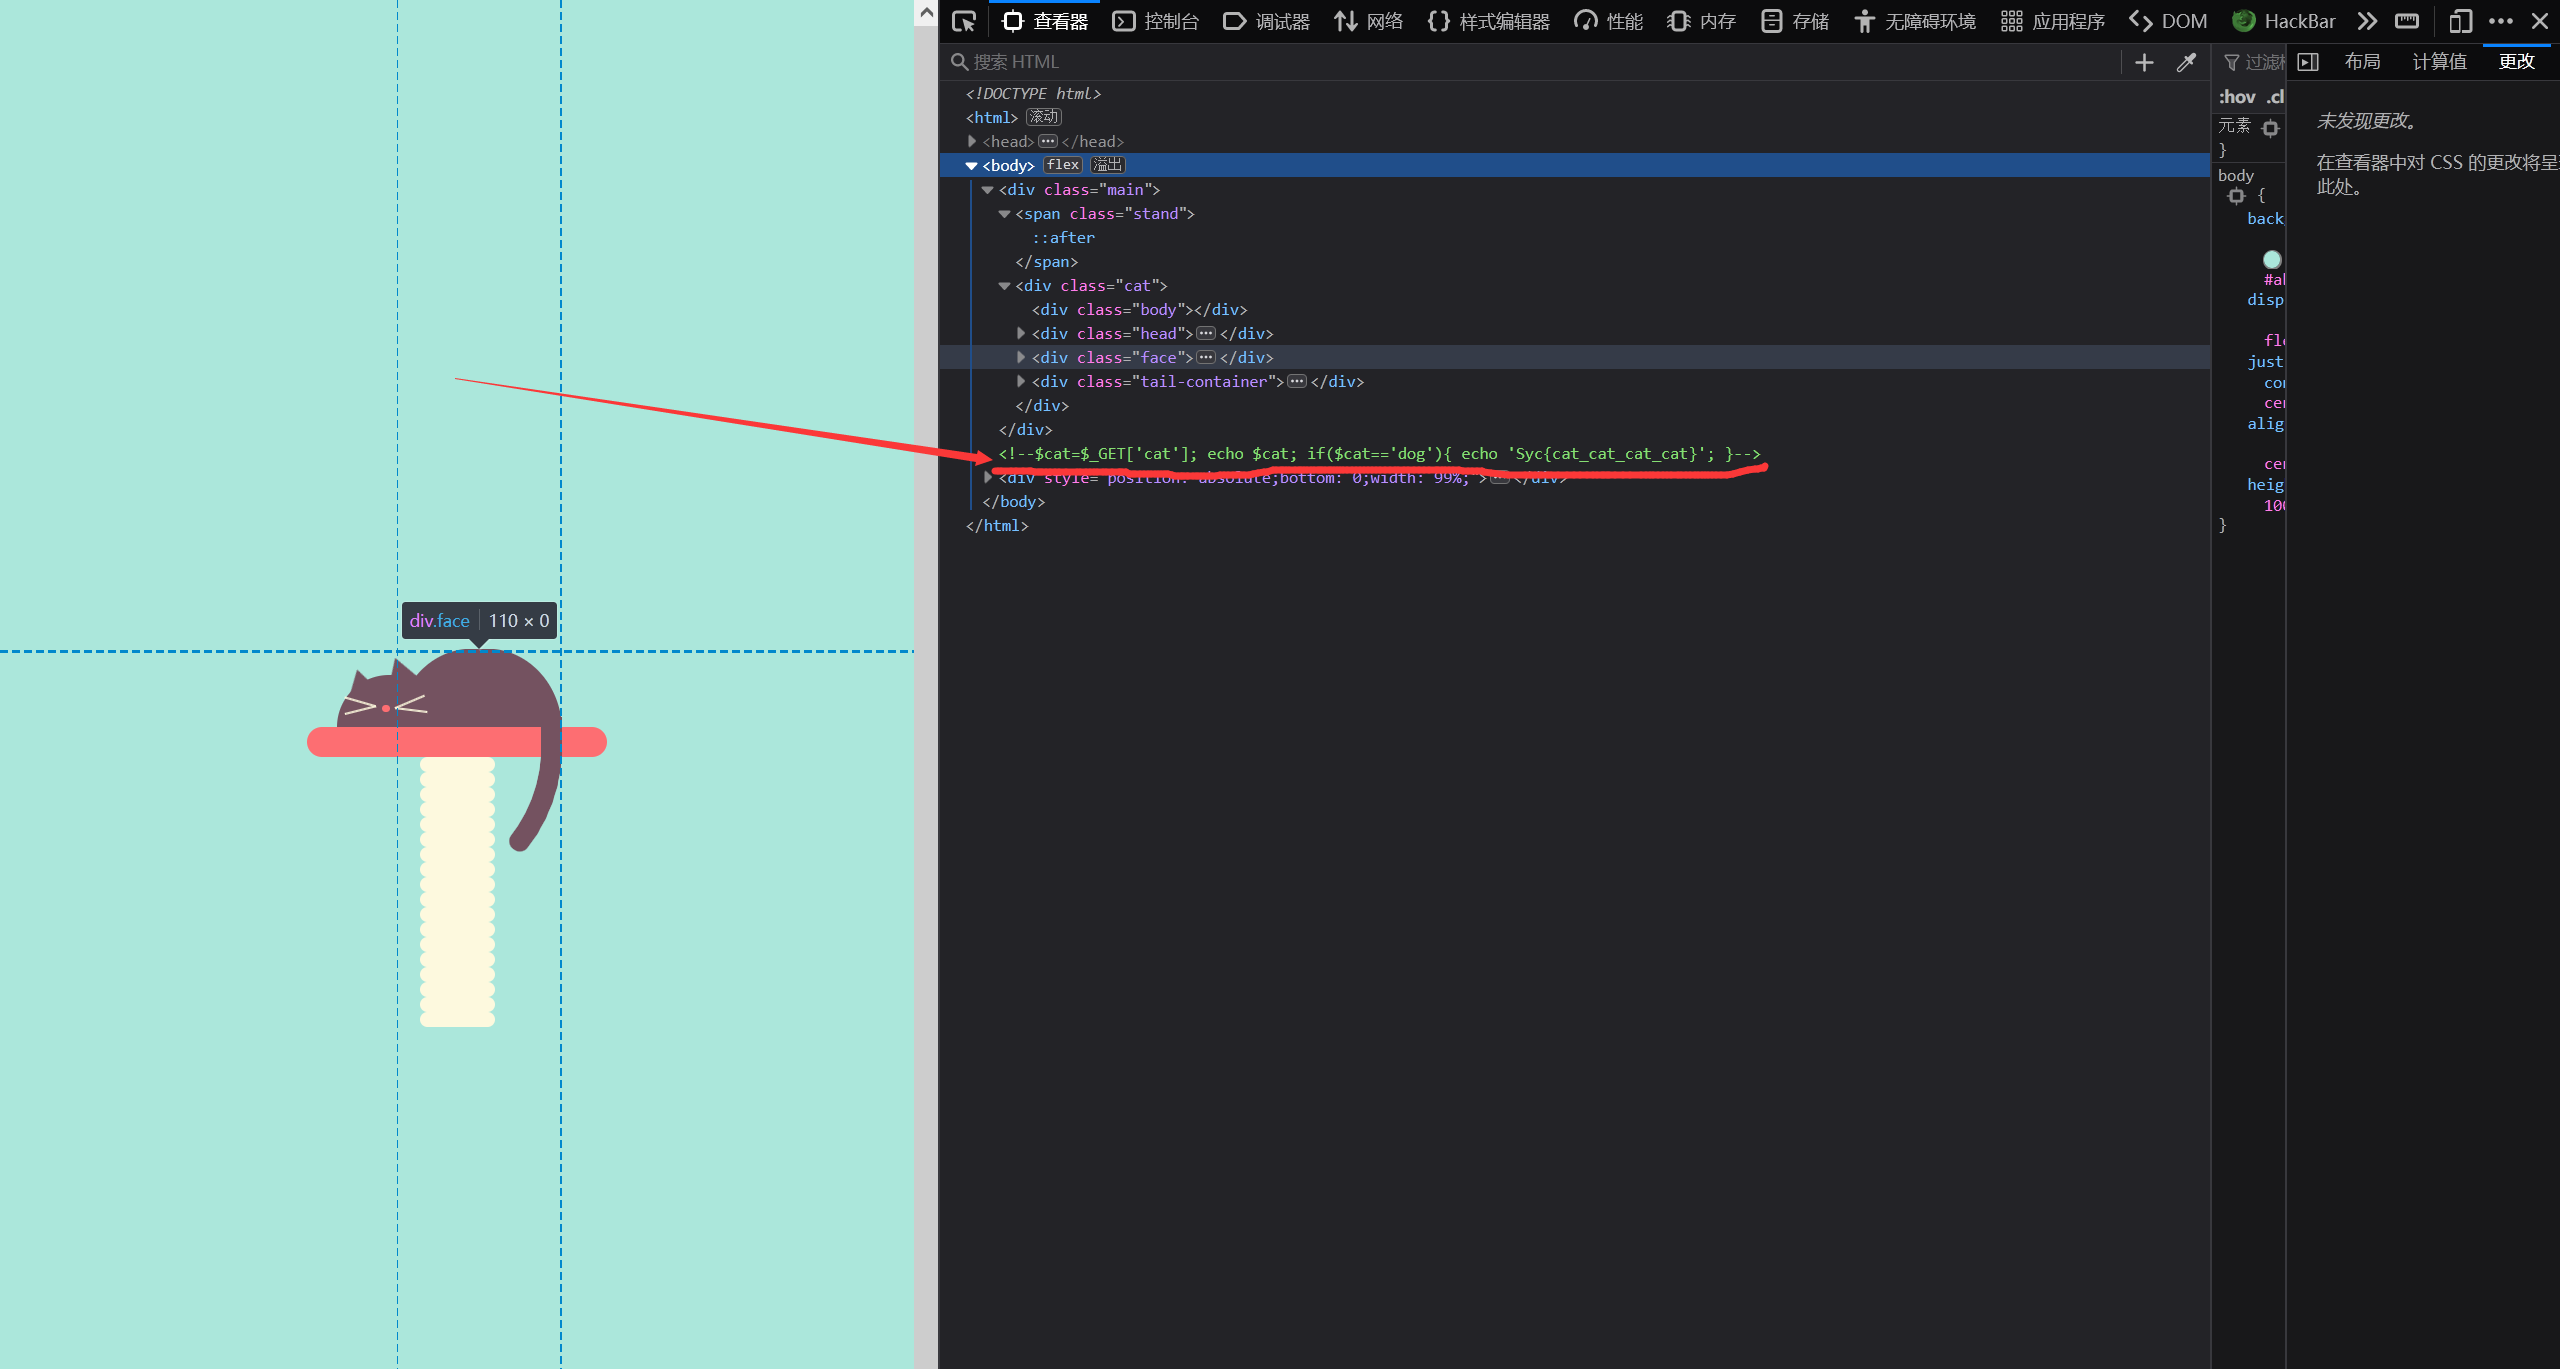 查看器 控制台 调试器 网络 样式编辑器 性能 内存 存储 无障碍环境 应用程序 DOM HackBar
搜索 HTML
<!DOCTYPE html>
<html> 滚动
<head> ••• </head>
<body> flex 溢出
<div class="main">
<span class="stand">
::after
</span>
<div class="cat">
<div class="body"></div>
<div class="head"> ••• </div>
<div class="face"> ••• </div>
<div class="tail-container"> ••• </div>
</div>
</div>
<!--$cat=$_GET['cat']; echo $cat; if($cat=='dog'){ echo 'Syc{cat_cat_cat_cat}'; }-->
<div style="position: absolute;bottom: 0;width: 99%;"> ••• </div>
</body>
</html>
div.face 110 × 0
过滤
:hov .cl
元素
}
body
{
back
#a
disp
fle
just
cor
cer
alig
cer
heig
100
}
布局 计算值 更改
未发现更改。
在查看器中对 CSS 的更改将呈
此处。